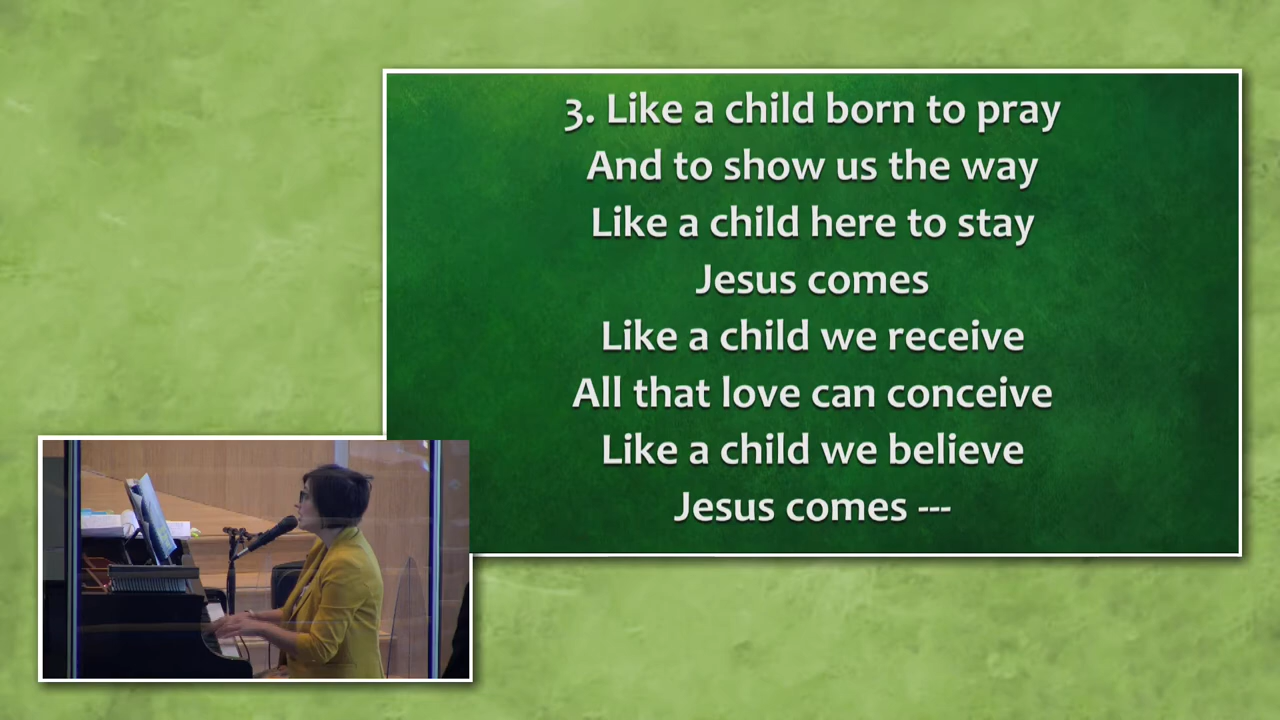 3. Like a child born to pray
And to show us the way
Like a child here to stay
Jesus comes
Like a child we receive
All that love can conceive
Like a child we believe
Jesus comes ---